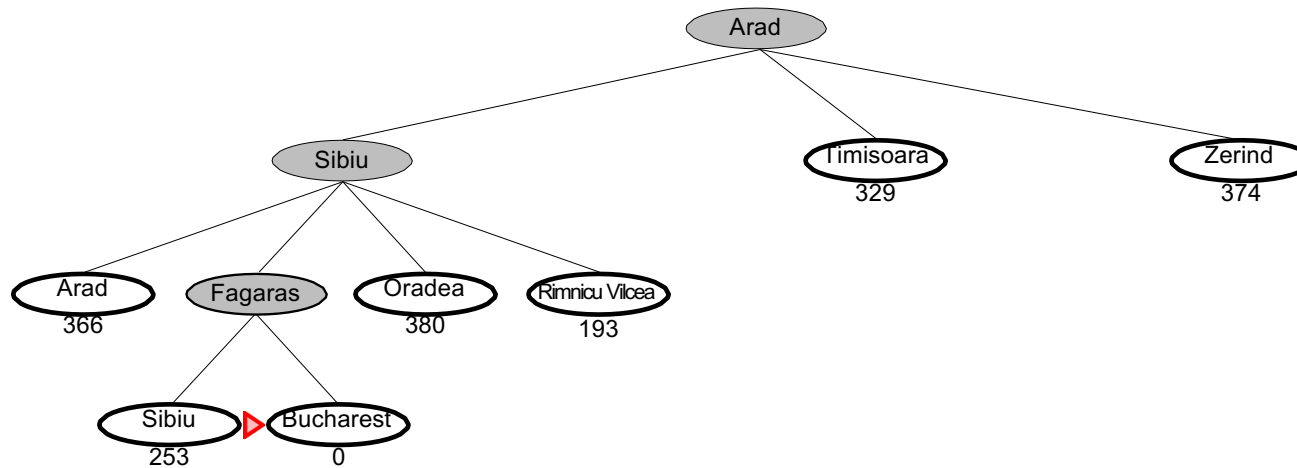 Arad
Sibiu
Timisoara
Zerind
329
374
Arad
Fagaras
Oradea
Rimnicu Vilcea
366
380
193
Sibiu
Bucharest
253
0